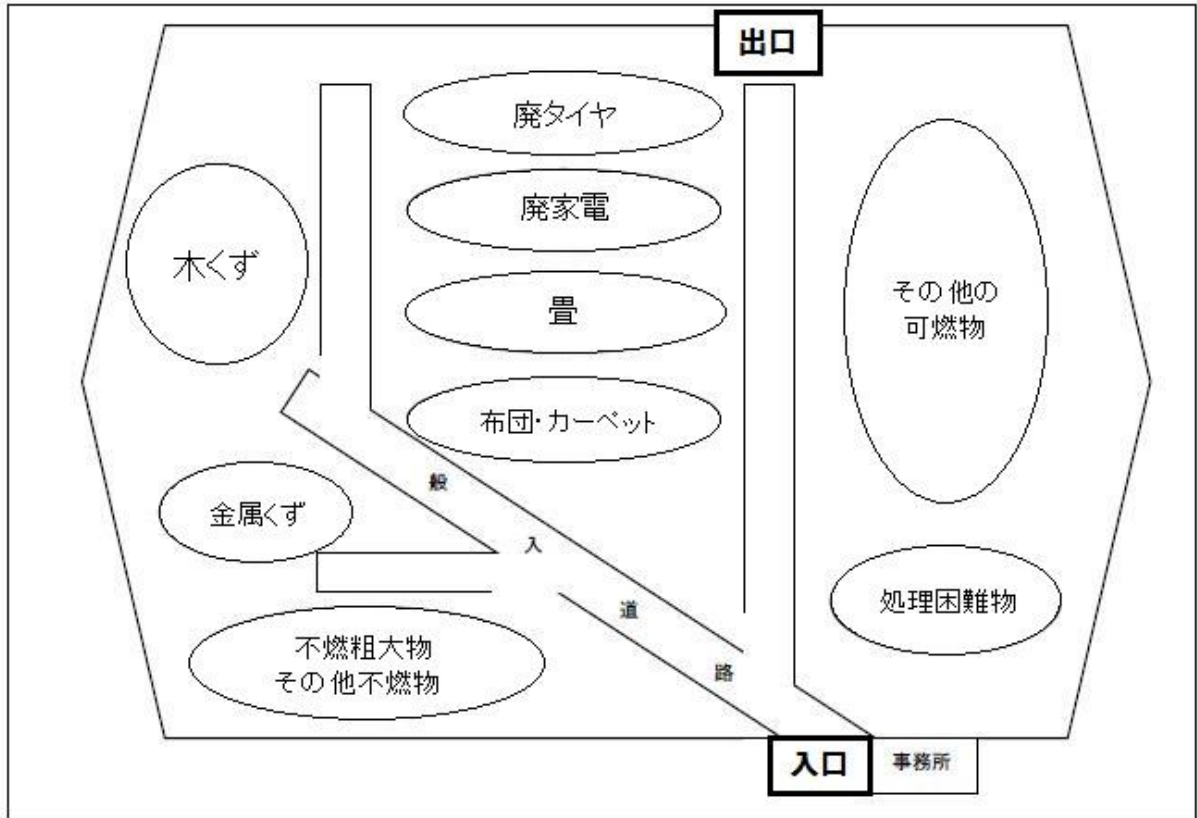 出口
廃タイヤ
廃家電
木くず
畳
その他の
可燃物
布団・カーペット
般
入
道
路
金属くず
処理困難物
不燃粗大物
その他不燃物
入口
事務所